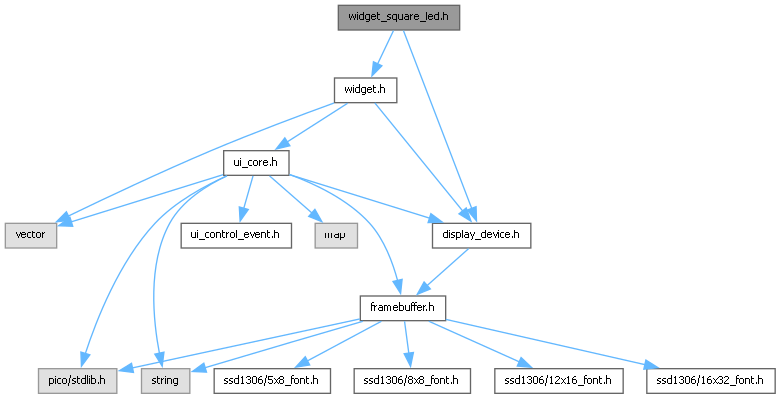 widget_square_led.h
widget.h
ui_core.h
vector
ui_control_event.h
map
display_device.h
framebuffer.h
pico/stdlib.h
string
ssd1306/5x8_font.h
ssd1306/8x8_font.h
ssd1306/12x16_font.h
ssd1306/16x32_font.h